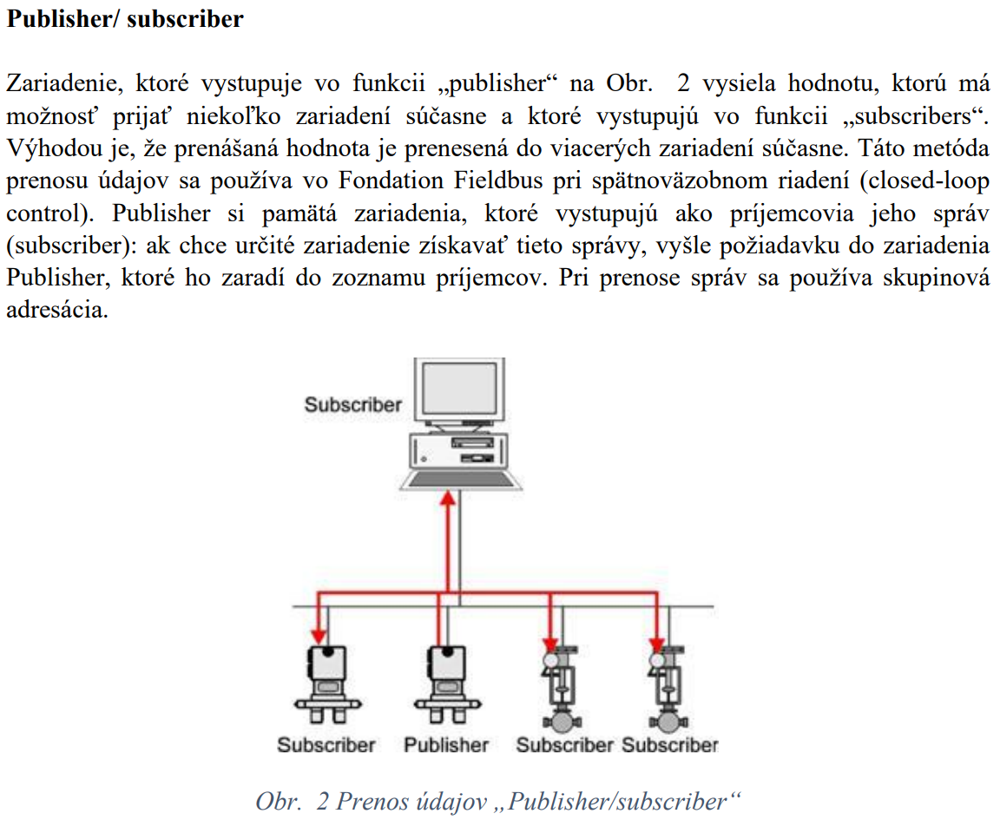 Publisher/ subscriber
Zariadenie, ktoré vystupuje vo funkcii „publisher“ na Obr. 2 vysiela hodnotu, ktorú má
možnosť prijať niekoľko zariadení súčasne a ktoré vystupujú vo funkcii „subscribers“.
Výhodou je, že prenášaná hodnota je prenesená do viacerých zariadení súčasne. Táto metóda
prenosu údajov sa používa vo Fondation Fieldbus pri spätnoväzobnom riadení (closed-loop
control). Publisher si pamätá zariadenia, ktoré vystupujú ako príjemcovia jeho správ
(subscriber): ak chce určité zariadenie získavať tieto správy, vyšle požiadavku do zariadenia
Publisher, ktoré ho zaradí do zoznamu príjemcov. Pri prenose správ sa používa skupinová
adresácia.
Subscriber
Subscriber Publisher Subscriber Subscriber
Obr. 2 Prenos údajov „Publisher/subscriber“